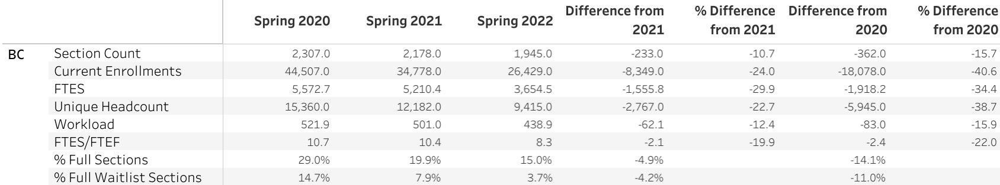 Spring 2020 Spring 2021 Spring 2022 Difference from 2021 % Difference from 2021 Difference from 2020 % Difference from 2020
BC Section Count 2,307.0 2,178.0 1,945.0 -233.0 -10.7 -362.0 -15.7
Current Enrollments 44,507.0 34,778.0 26,429.0 -8,349.0 -24.0 -18,078.0 -40.6
FTES 5,572.7 5,210.4 3,654.5 -1,555.8 -29.9 -1,918.2 -34.4
Unique Headcount 15,360.0 12,182.0 9,415.0 -2,767.0 -22.7 -5,945.0 -38.7
Workload 521.9 501.0 438.9 -62.1 -12.4 -83.0 -15.9
FTES/FTEF 10.7 10.4 8.3 -2.1 -19.9 -2.4 -22.0
% Full Sections 29.0% 19.9% 15.0% -4.9% -14.1%
% Full Waitlist Sections 14.7% 7.9% 3.7% -4.2% -11.0%